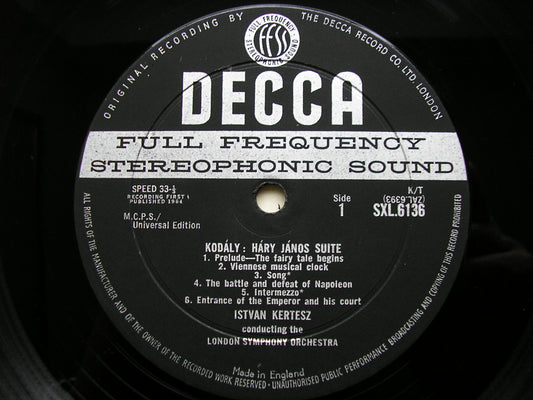 ORIGINAL RECORDING BY THE DECCA RECORD CO. LTD. LONDON
FULL FREQUENCY
ffss
STEREOPHONIC SOUND
DECCA
FULL FREQUENCY
STEREOPHONIC SOUND
SPEED 33⅓
RECORDING FIRST
PUBLISHED 1964
M.C.P.S./
Universal Edition
Side
1
K/T
(ZAL.6393)
SXL.6136
KODÁLY: HÁRY JÁNOS SUITE
1. Prelude—The fairy tale begins
2. Viennese musical clock
3. Song*
4. The battle and defeat of Napoleon
5. Intermezzo*
6. Entrance of the Emperor and his court
ISTVAN KERTESZ
conducting the
LONDON SYMPHONY ORCHESTRA
Made in England
ALL RIGHTS OF THE MANUFACTURER AND OF THE OWNER OF THE RECORDED WORK RESERVED · UNAUTHORISED PUBLIC PERFORMANCE BROADCASTING AND COPYING OF THIS RECORD PROHIBITED